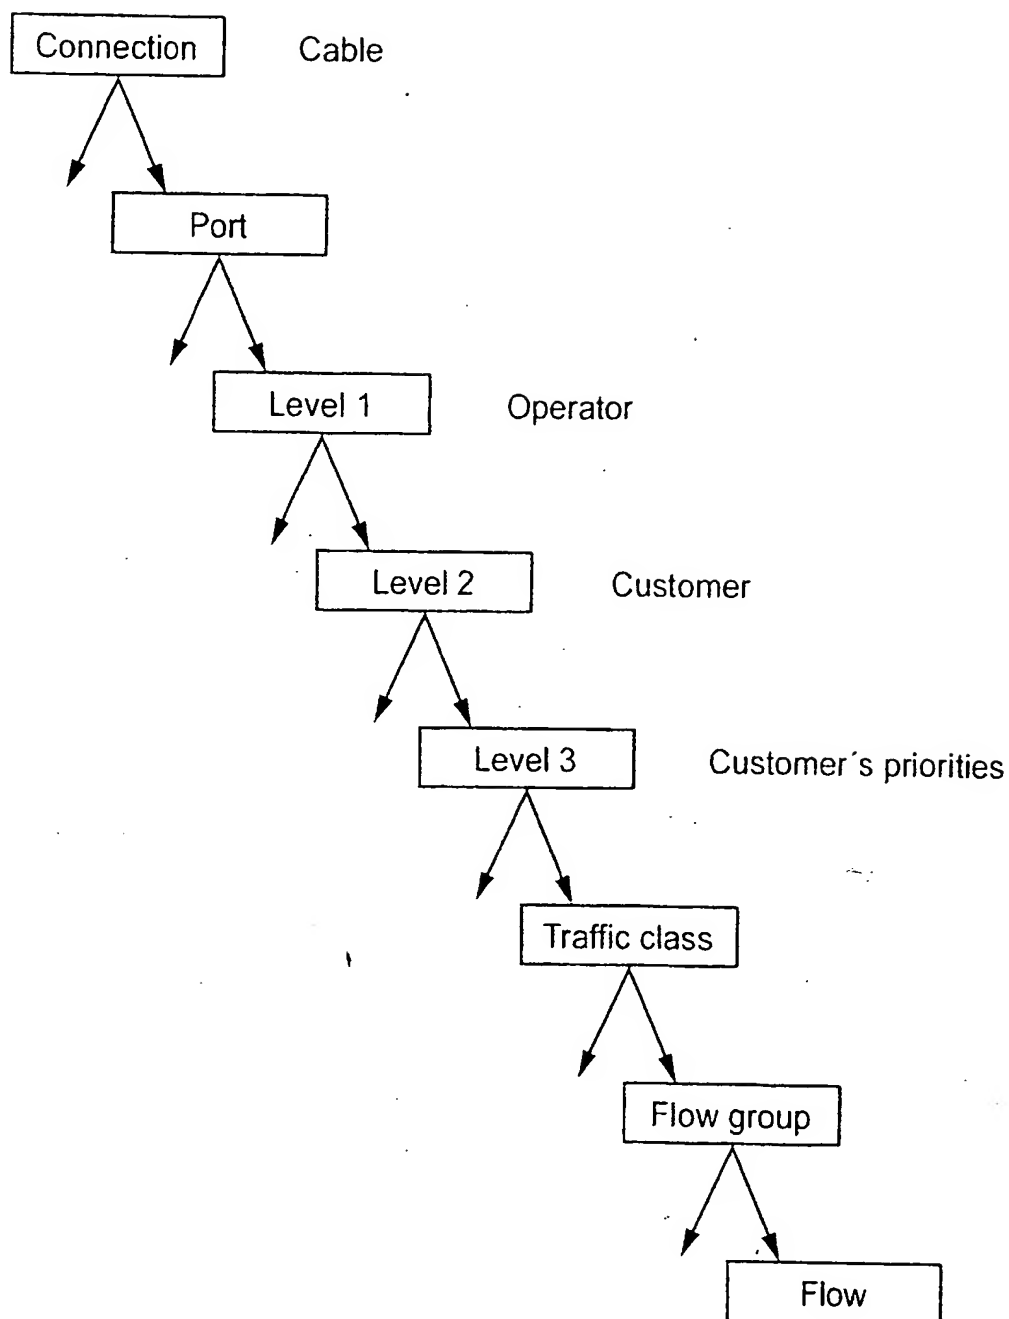 Connection Cable
Port
Level 1 Operator
Level 2 Customer
Level 3 Customer´s priorities
Traffic class
Flow group
Flow